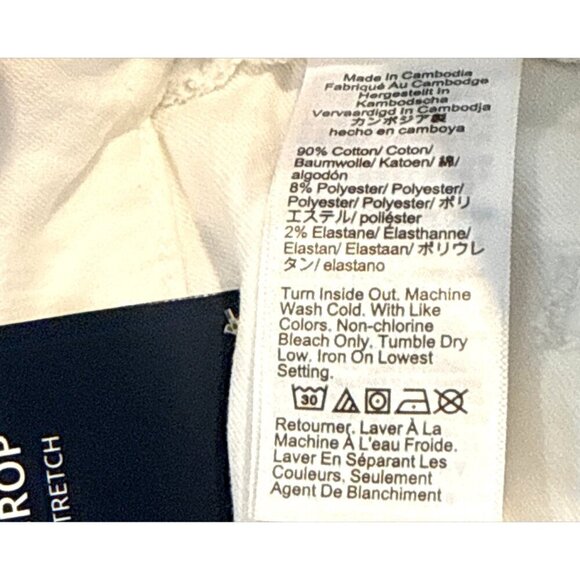 Made In Cambodia
Fabriqué Au Cambodge
Hergestellt In
Kambodscha
Vervaardigd In Cambodja
カンボジア製
hecho en camboya
90% Cotton/ Coton/
Baumwolle/ Katoen/ 綿/
algodón
8% Polyester/ Polyester/
Polyester/ Polyester/ ポリ
エステル/ poliéster
2% Elastane/ Élasthanne/
Elastan/ Elastaan/ ポリウレ
タン/ elastano
Turn Inside Out. Machine
Wash Cold. With Like
Colors. Non-chlorine
Bleach Only. Tumble Dry
Low. Iron On Lowest
Setting.
30
Retourner. Laver À La
Machine À L'eau Froide.
Laver En Séparant Les
Couleurs. Seulement
Agent De Blanchiment
ROP
TRETCH